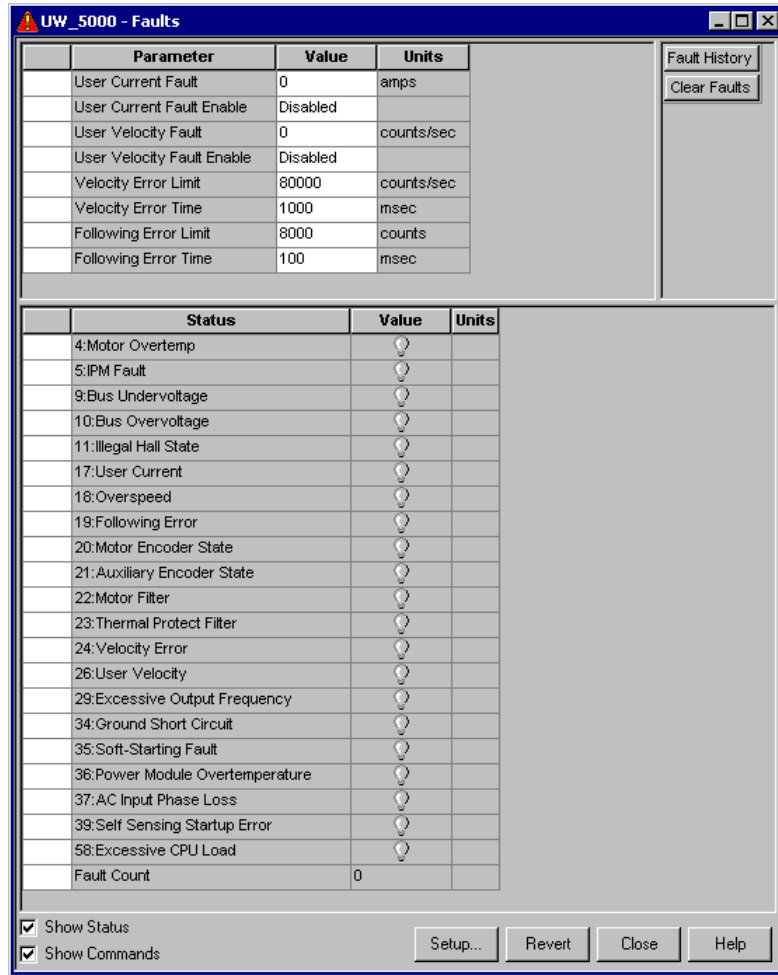 UW_5000 - Faults
Parameter Value Units
User Current Fault 0 amps
User Current Fault Enable Disabled
User Velocity Fault 0 counts/sec
User Velocity Fault Enable Disabled
Velocity Error Limit 80000 counts/sec
Velocity Error Time 1000 msec
Following Error Limit 8000 counts
Following Error Time 100 msec
Fault History
Clear Faults
Status Value Units
4:Motor Overtemp
5:IPM Fault
9:Bus Undervoltage
10:Bus Overvoltage
11:Illegal Hall State
17:User Current
18:Overspeed
19:Following Error
20:Motor Encoder State
21:Auxiliary Encoder State
22:Motor Filter
23:Thermal Protect Filter
24:Velocity Error
26:User Velocity
29:Excessive Output Frequency
34:Ground Short Circuit
35:Soft-Starting Fault
36:Power Module Overtemperature
37:AC Input Phase Loss
39:Self Sensing Startup Error
58:Excessive CPU Load
Fault Count 0
Show Status
Show Commands
Setup... Revert Close Help